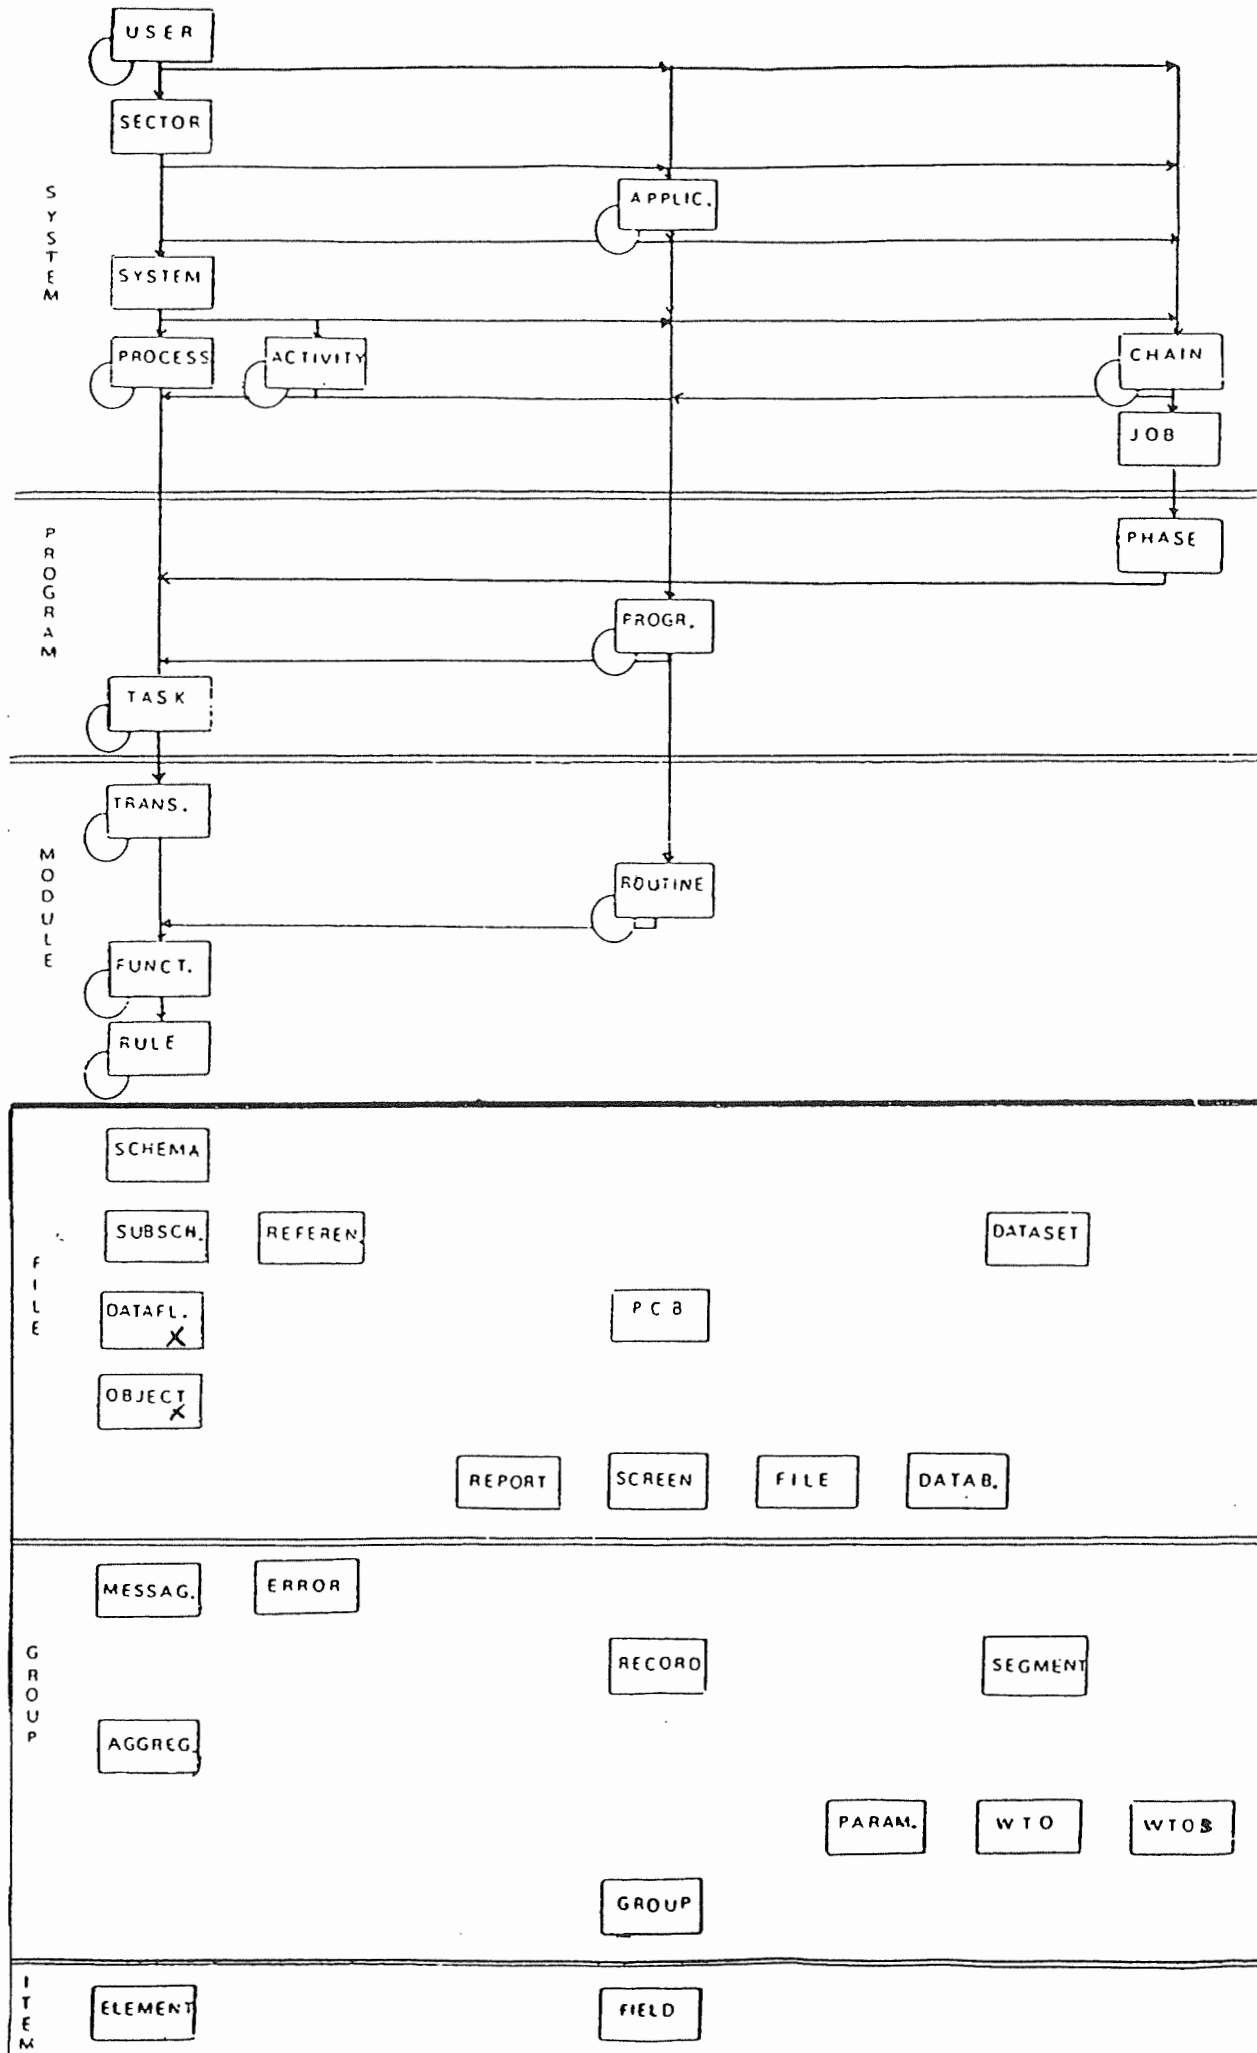 USER
SECTOR
SYSTEM
APPLIC.
SYSTEM
PROCESS
ACTIVITY
CHAIN
JOB
PROGRAM
PHASE
PROGR.
TASK
MODULE
TRANS.
ROUTINE
FUNCT.
RULE
FILE
SCHEMA
SUBSCH.
REFEREN.
DATASET
DATAFL.
X
PCB
OBJECT
X
REPORT
SCREEN
FILE
DATAB.
GROUP
MESSAG.
ERROR
RECORD
SEGMENT
AGGREG.
PARAM.
WTO
WTOB
GROUP
ITEM
ELEMENT
FIELD